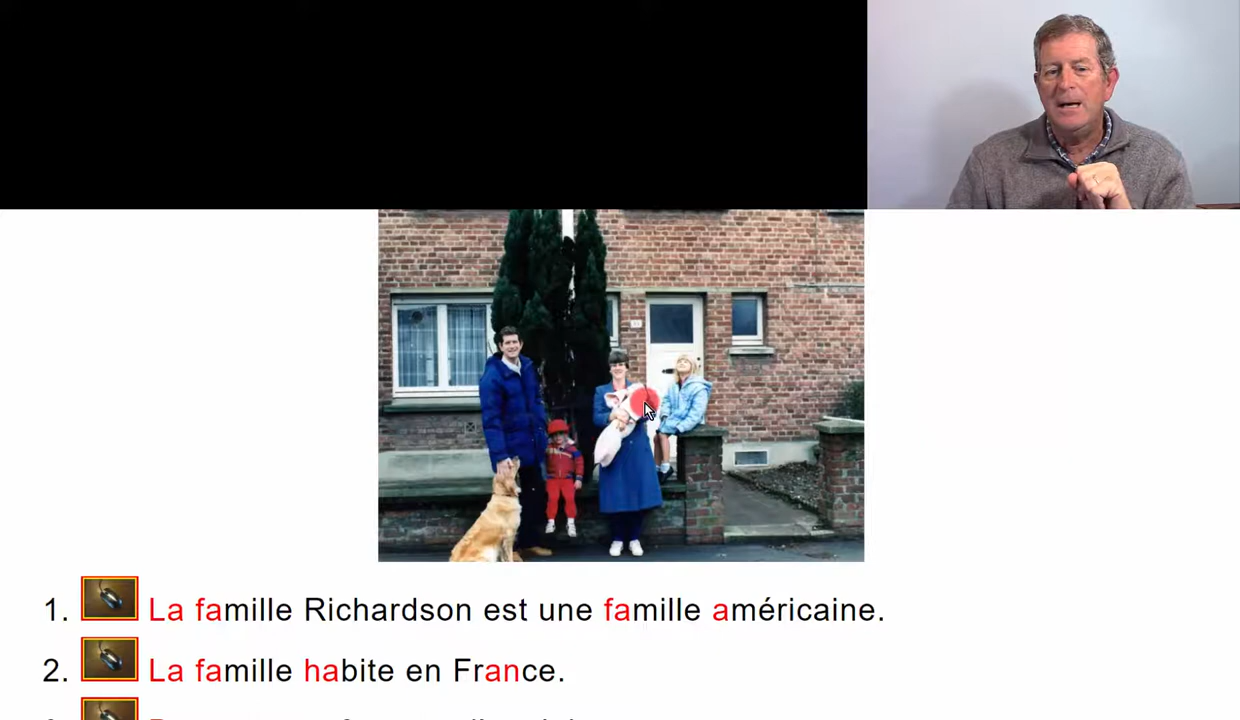 1. La famille Richardson est une famille américaine.
2. La famille habite en France.